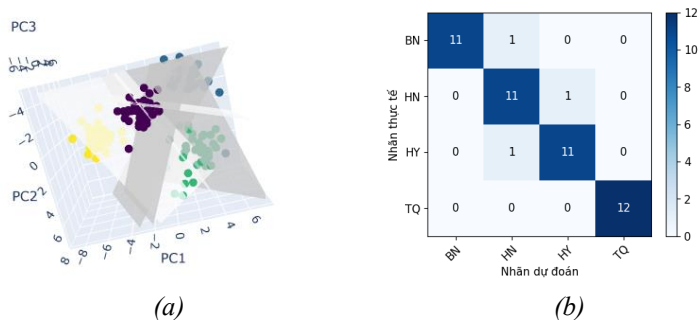 PC3
PC2
PC1
−4
−2
0
2
4
6
8
−8
−6
−4
−2
0
2
4
6
(a)
BN
HN
HY
TQ
Nhãn thực tế
11 1 0 0
0 11 1 0
0 1 11 0
0 0 0 12
BN HN HY TQ
Nhãn dự đoán
12
10
8
6
4
2
0
(b)